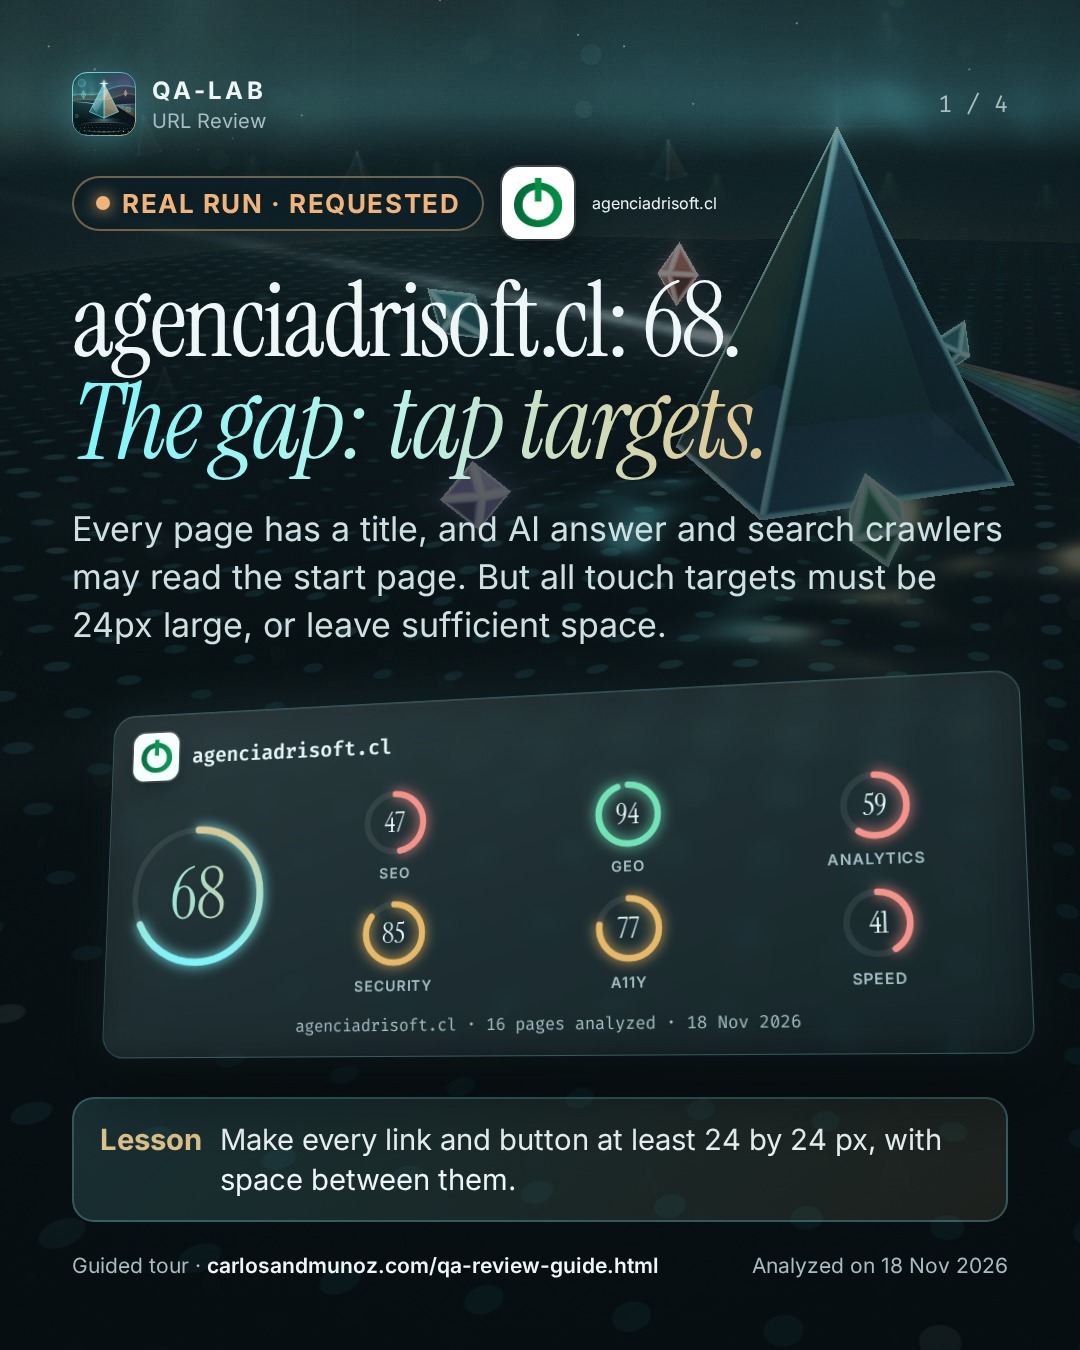 QA-LAB
URL Review
1 / 4
REAL RUN · REQUESTED
agenciadrisoft.cl
agenciadrisoft.cl: 68.
The gap: tap targets.
Every page has a title, and AI answer and search crawlers
may read the start page. But all touch targets must be
24px large, or leave sufficient space.
agenciadrisoft.cl
68
47
SEO
94
GEO
59
ANALYTICS
85
SECURITY
77
A11Y
41
SPEED
agenciadrisoft.cl · 16 pages analyzed · 18 Nov 2026
Lesson
Make every link and button at least 24 by 24 px, with
space between them.
Guided tour · carlosandmunoz.com/qa-review-guide.html
Analyzed on 18 Nov 2026